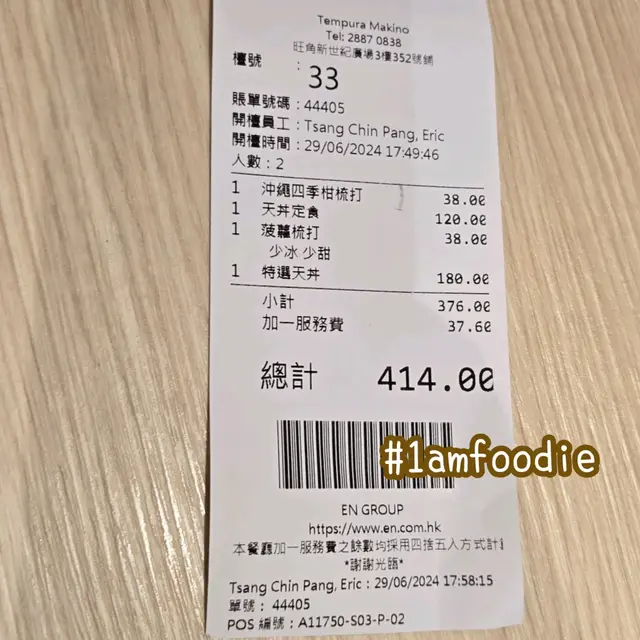 Tempura Makino
Tel: 2887 0838
旺角新世紀廣場3樓352號舖
檯號 : 33
賬單號碼 : 44405
開檯員工 : Tsang Chin Pang, Eric
開檯時間 : 29/06/2024 17:49:46
人數 : 2
1 沖繩四季柑梳打 38.00
1 天丼定食 120.00
1 菠蘿梳打 38.00
少冰 少甜
1 特選天丼 180.00
小計 376.00
加一服務費 37.60
總計 414.00
#1amfoodie
EN GROUP
https://www.en.com.hk
本餐廳加一服務費之餘數均採用四捨五入方式計
*謝謝光臨*
Tsang Chin Pang, Eric : 29/06/2024 17:58:15
單號 : 44405
POS 編號 : A11750-S03-P-02